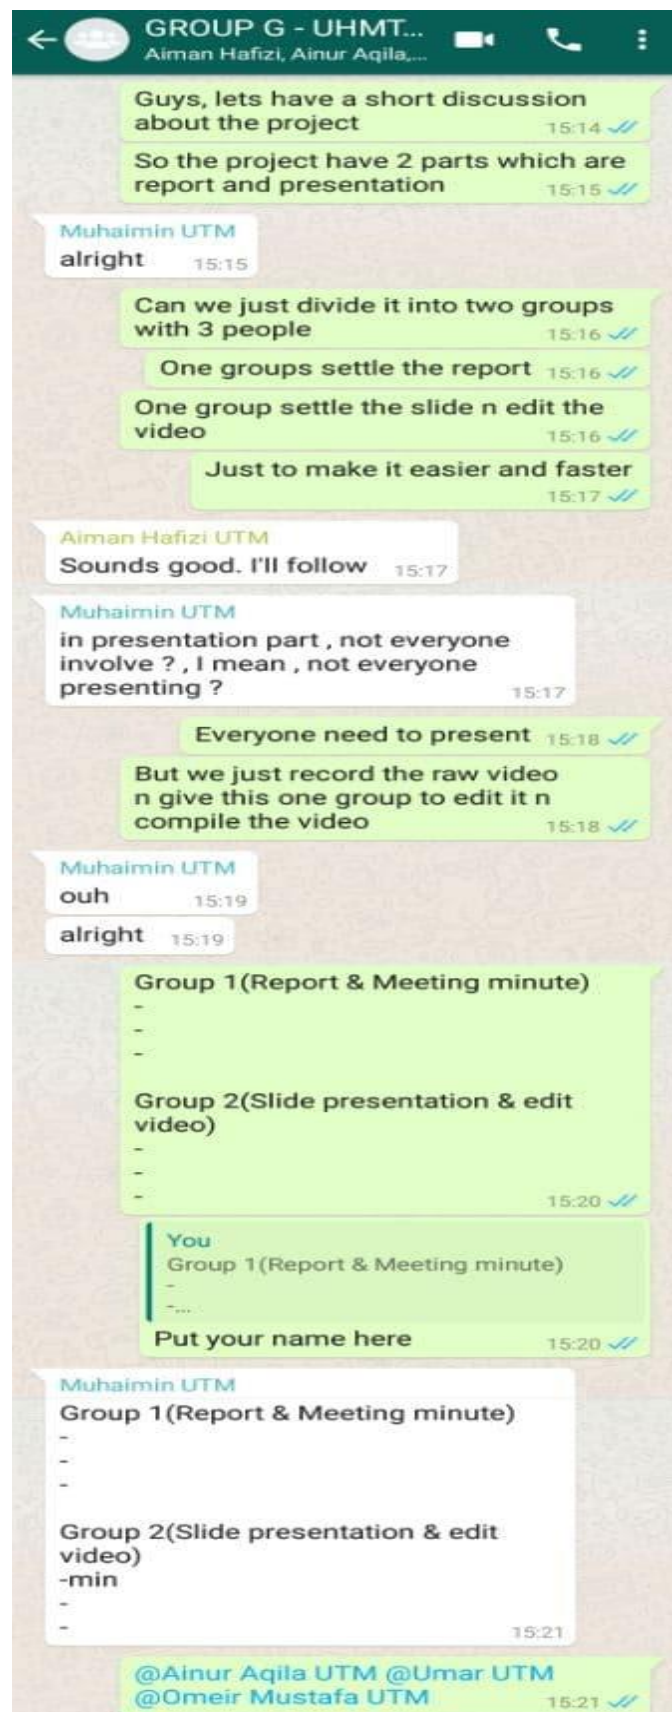 GROUP G - UHMT...
Aiman Hafizi, Ainur Aqila,...
Guys, lets have a short discussion
about the project
15:14
So the project have 2 parts which are
report and presentation
15:15
Muhaimin UTM
alright
15:15
Can we just divide it into two groups
with 3 people
15:16
One groups settle the report
15:16
One group settle the slide n edit the
video
15:16
Just to make it easier and faster
15:17
Aiman Hafizi UTM
Sounds good. I'll follow
15:17
Muhaimin UTM
in presentation part , not everyone
involve ? , I mean , not everyone
presenting ?
15:17
Everyone need to present
15:18
But we just record the raw video
n give this one group to edit it n
compile the video
15:18
Muhaimin UTM
ouh
15:19
alright
15:19
Group 1(Report & Meeting minute)
-
-
-
Group 2(Slide presentation & edit
video)
-
-
-
15:20
You
Group 1(Report & Meeting minute)
-
-...
Put your name here
15:20
Muhaimin UTM
Group 1(Report & Meeting minute)
-
-
-
Group 2(Slide presentation & edit
video)
-min
-
-
15:21
@Ainur Aqila UTM @Umar UTM
@Omeir Mustafa UTM
15:21